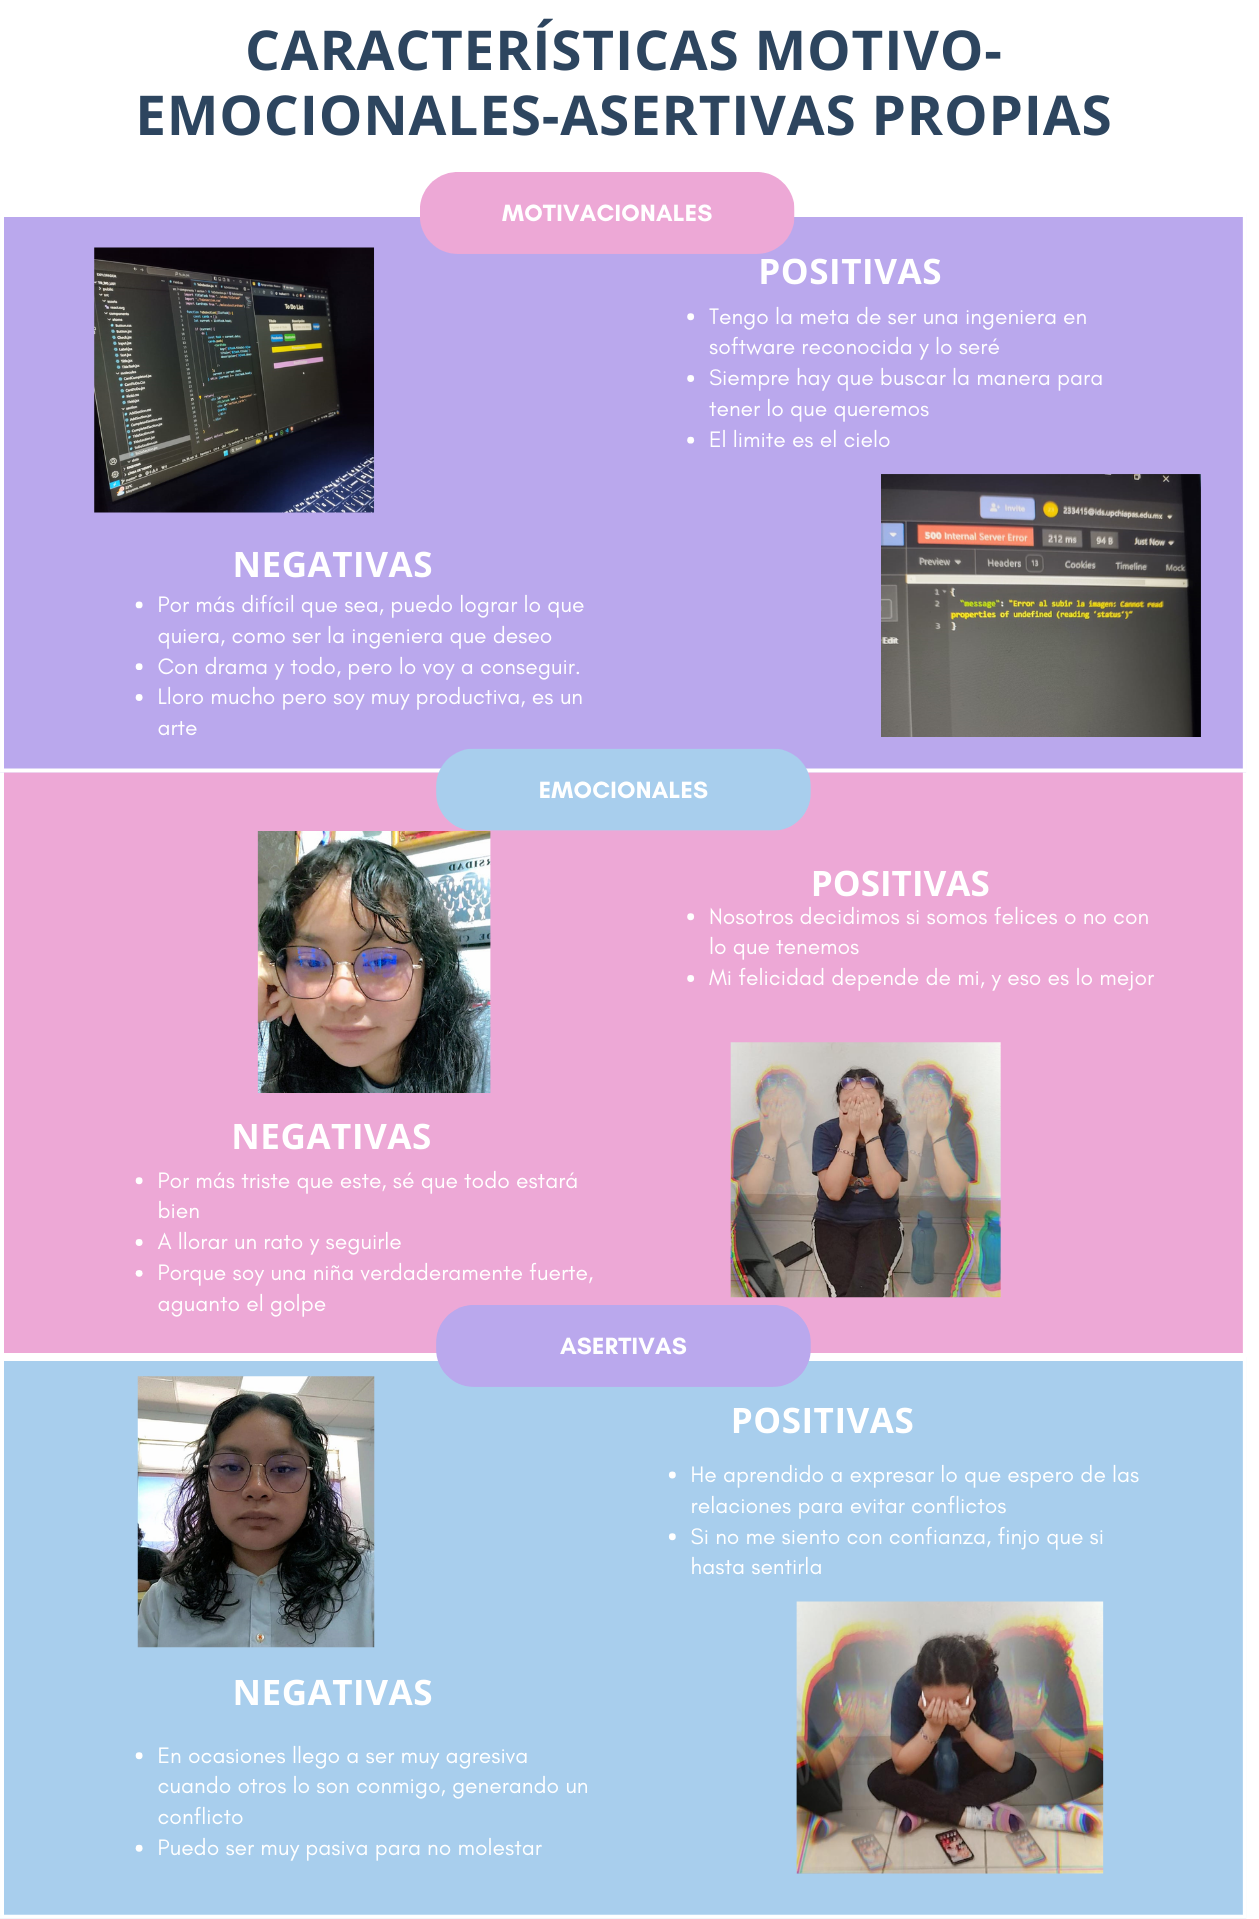 CARACTERÍSTICAS MOTIVO-
EMOCIONALES-ASERTIVAS PROPIAS
MOTIVACIONALES
To Do List
POSITIVAS
• Tengo la meta de ser una ingeniera en
software reconocida y lo seré
• Siempre hay que buscar la manera para
tener lo que queremos
• El limite es el cielo
Invite
233415@ids.upchiapas.edu.mx
500 Internal Server Error
212 ms
94 B
Just Now
Preview
Headers 13
Cookies
Timeline
Mock
1 {
2 "message": "Error al subir la imagen: Cannot read
properties of undefined (reading 'status')"
3 }
Edit
NEGATIVAS
• Por más difícil que sea, puedo lograr lo que
quiera, como ser la ingeniera que deseo
• Con drama y todo, pero lo voy a conseguir.
• Lloro mucho pero soy muy productiva, es un
arte
EMOCIONALES
POSITIVAS
• Nosotros decidimos si somos felices o no con
lo que tenemos
• Mi felicidad depende de mi, y eso es lo mejor
NEGATIVAS
• Por más triste que este, sé que todo estará
bien
• A llorar un rato y seguirle
• Porque soy una niña verdaderamente fuerte,
aguanto el golpe
ASERTIVAS
POSITIVAS
• He aprendido a expresar lo que espero de las
relaciones para evitar conflictos
• Si no me siento con confianza, finjo que si
hasta sentirla
NEGATIVAS
• En ocasiones llego a ser muy agresiva
cuando otros lo son conmigo, generando un
conflicto
• Puedo ser muy pasiva para no molestar